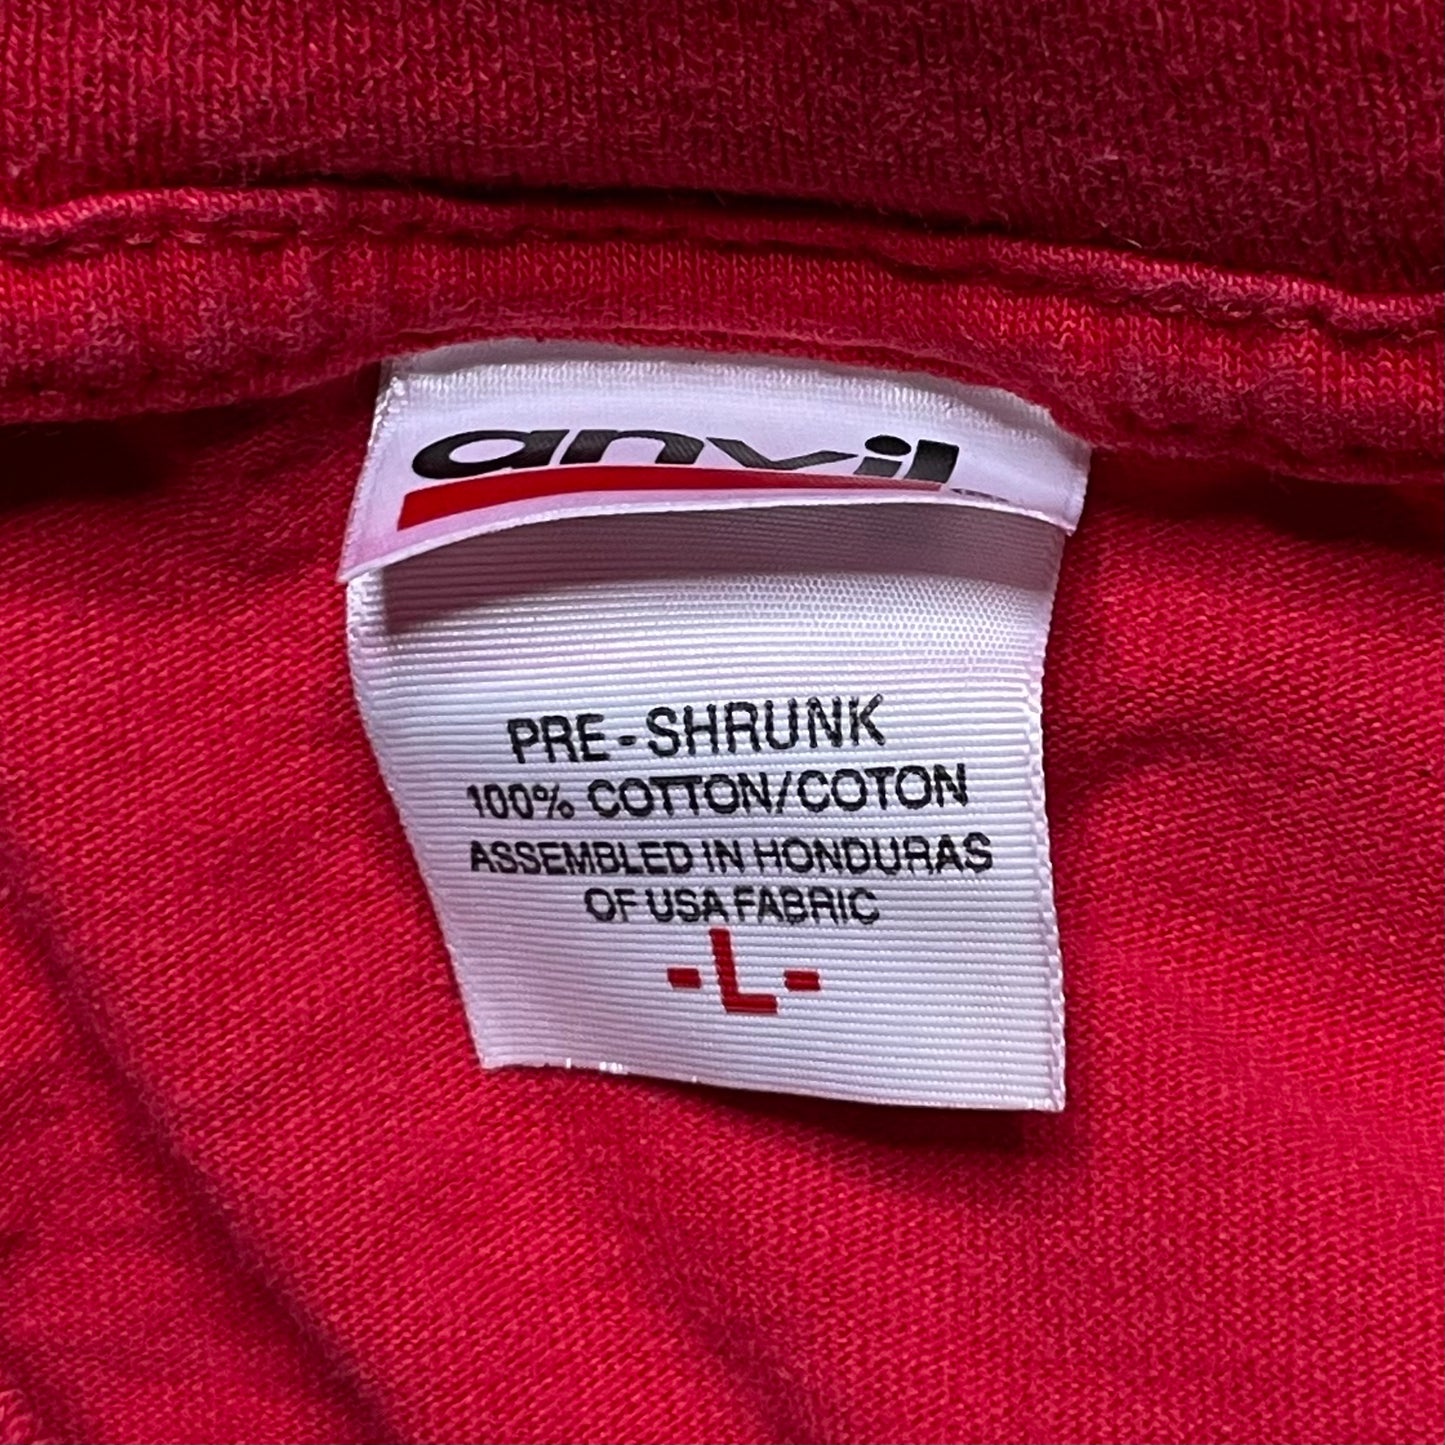 anvil
PRE-SHRUNK
100% COTTON/COTON
ASSEMBLED IN HONDURAS
OF USA FABRIC
-L-